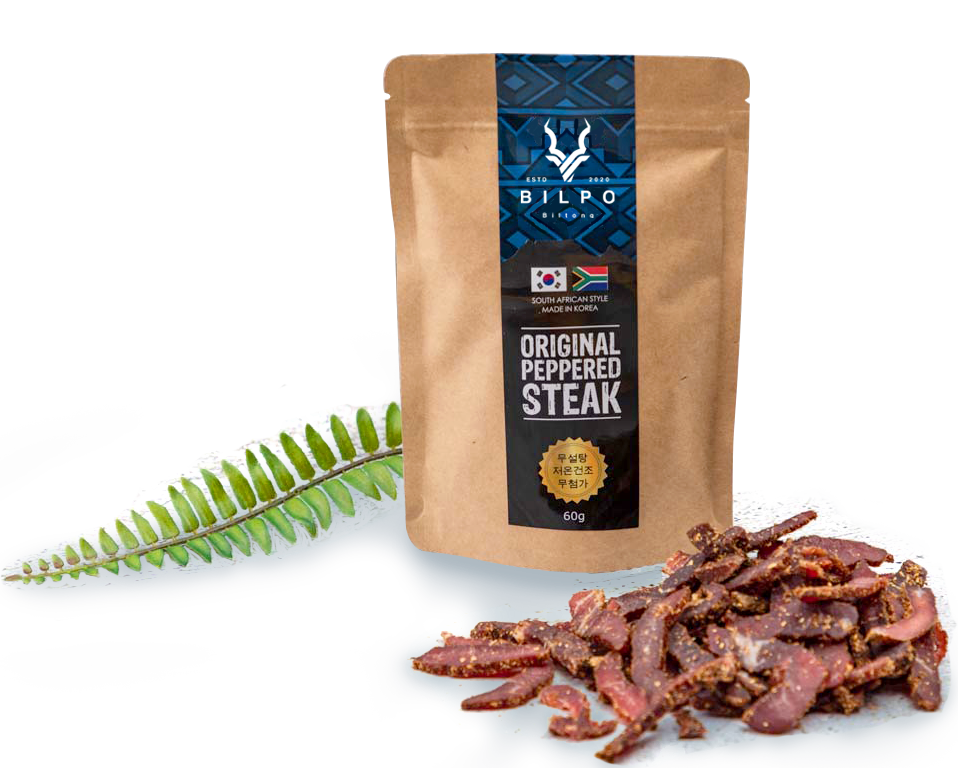 ESTD 2020
BILPO
Biltong
SOUTH AFRICAN STYLE
MADE IN KOREA
ORIGINAL
PEPPERED
STEAK
무설탕
저온건조
무첨가
60g